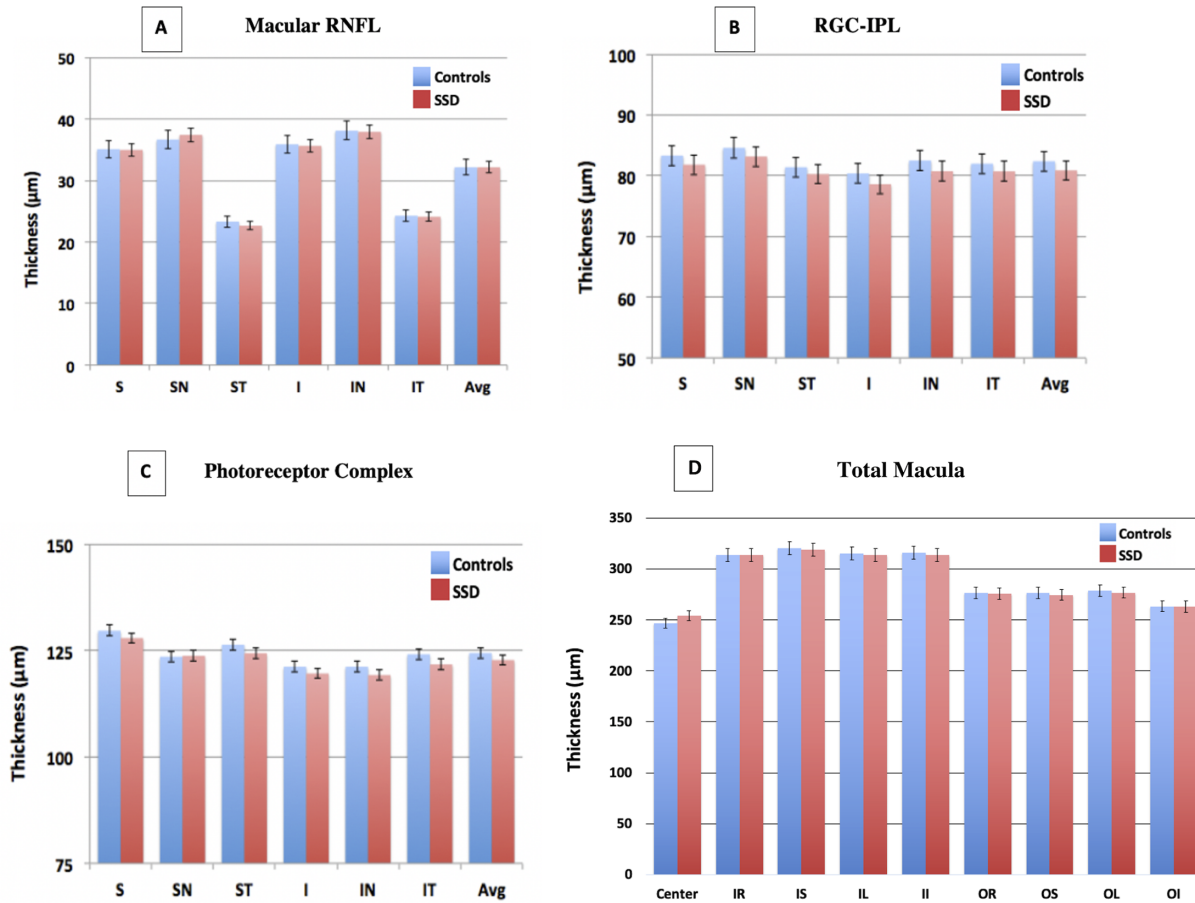 A
Macular RNFL
Controls
SSD
Thickness (µm)
50
40
30
20
10
0
S SN ST I IN IT Avg
B
RGC-IPL
Controls
SSD
Thickness (µm)
100
90
80
70
60
50
S SN ST I IN IT Avg
C
Photoreceptor Complex
Controls
SSD
Thickness (µm)
150
125
100
75
S SN ST I IN IT Avg
D
Total Macula
Controls
SSD
Thickness (µm)
350
300
250
200
150
100
50
0
Center IR IS IL II OR OS OL OI